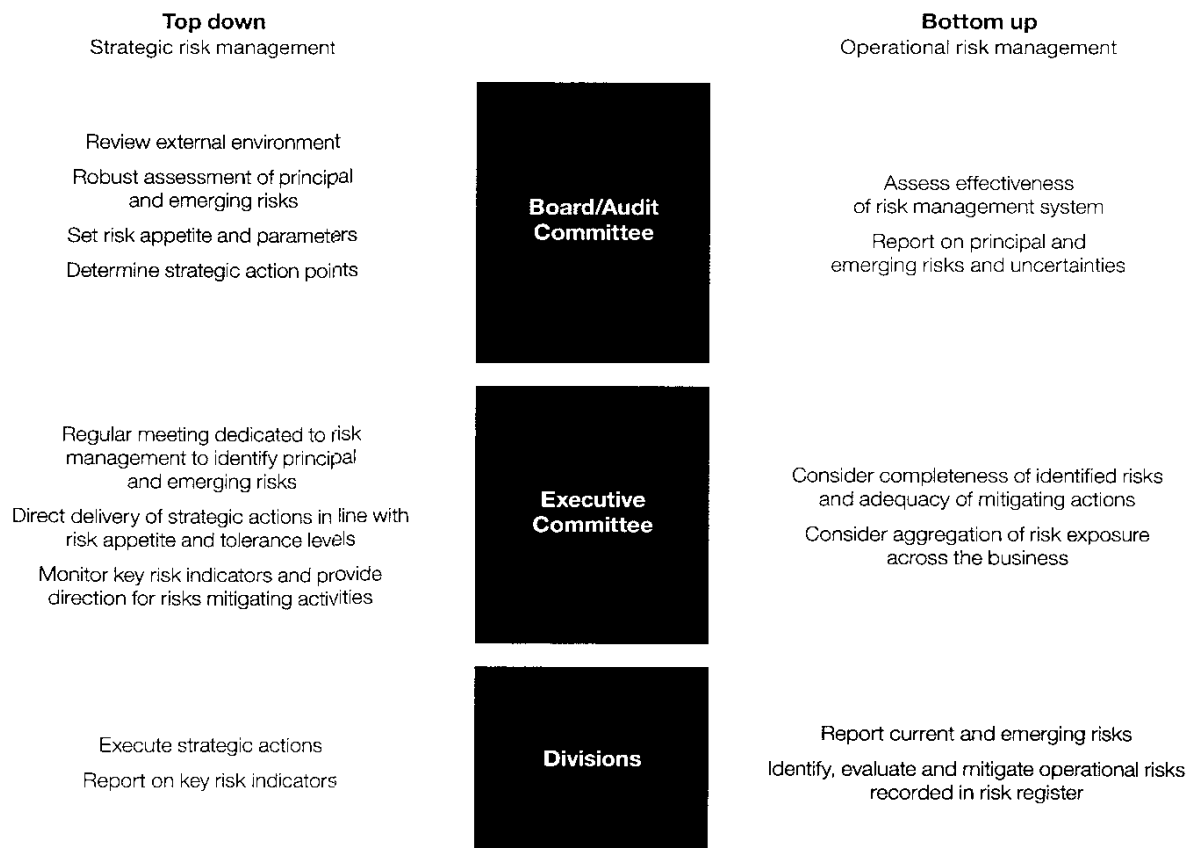 Top down
Strategic risk management
Bottom up
Operational risk management
Review external environment
Robust assessment of principal
and emerging risks
Set risk appetite and parameters
Determine strategic action points
Board/Audit
Committee
Assess effectiveness
of risk management system
Report on principal and
emerging risks and uncertainties
Regular meeting dedicated to risk
management to identify principal
and emerging risks
Direct delivery of strategic actions in line with
risk appetite and tolerance levels
Monitor key risk indicators and provide
direction for risks mitigating activities
Executive
Committee
Consider completeness of identified risks
and adequacy of mitigating actions
Consider aggregation of risk exposure
across the business
Execute strategic actions
Report on key risk indicators
Divisions
Report current and emerging risks
Identify, evaluate and mitigate operational risks
recorded in risk register